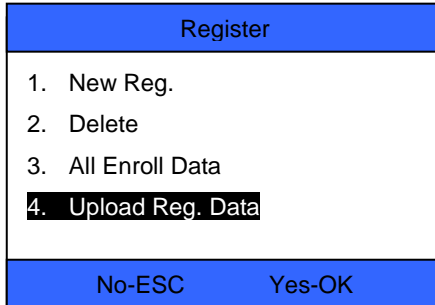 Register
1. New Reg.
2. Delete
3. All Enroll Data
4. Upload Reg. Data
No-ESC Yes-OK